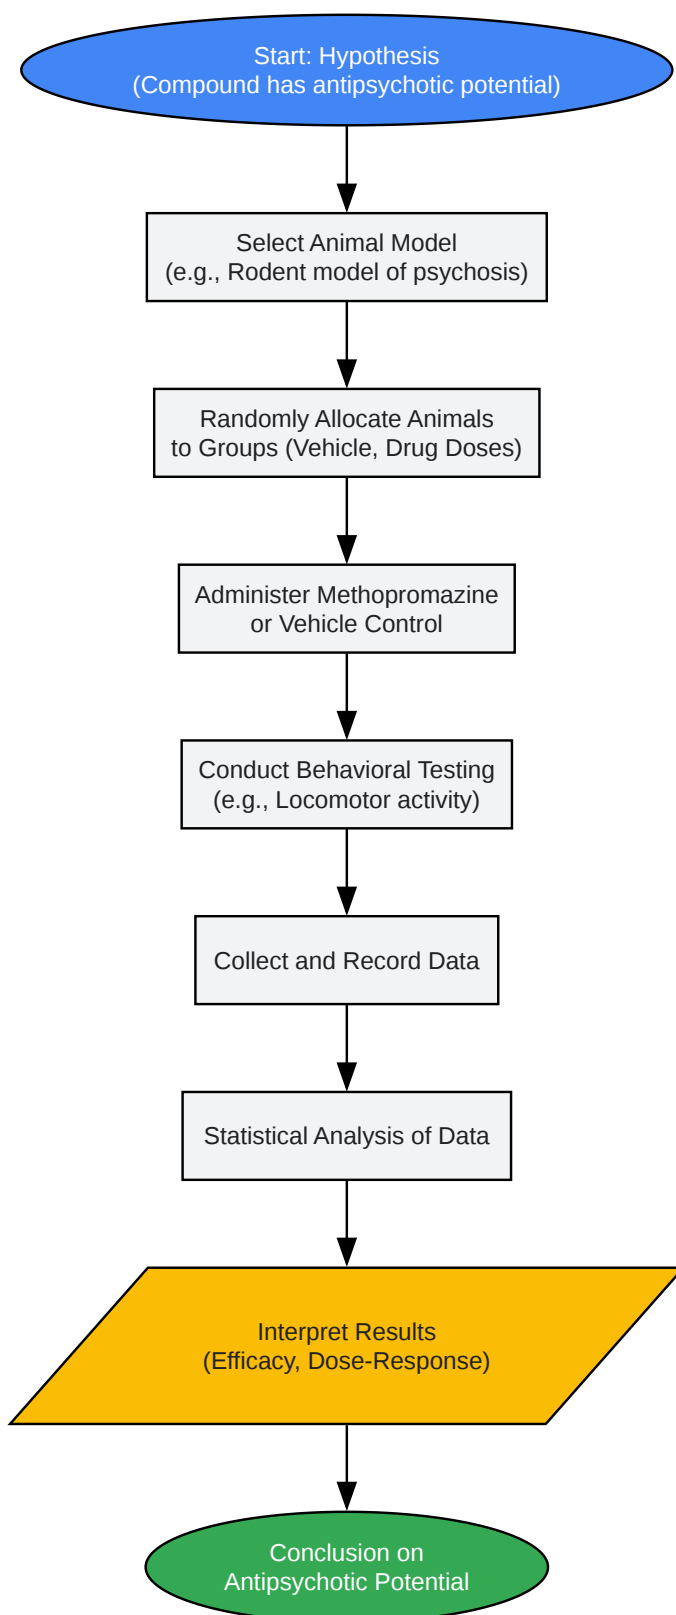 Start: Hypothesis
(Compound has antipsychotic potential)
Select Animal Model
(e.g., Rodent model of psychosis)
Randomly Allocate Animals
to Groups (Vehicle, Drug Doses)
Administer Methopromazine
or Vehicle Control
Conduct Behavioral Testing
(e.g., Locomotor activity)
Collect and Record Data
Statistical Analysis of Data
Interpret Results
(Efficacy, Dose-Response)
Conclusion on
Antipsychotic Potential